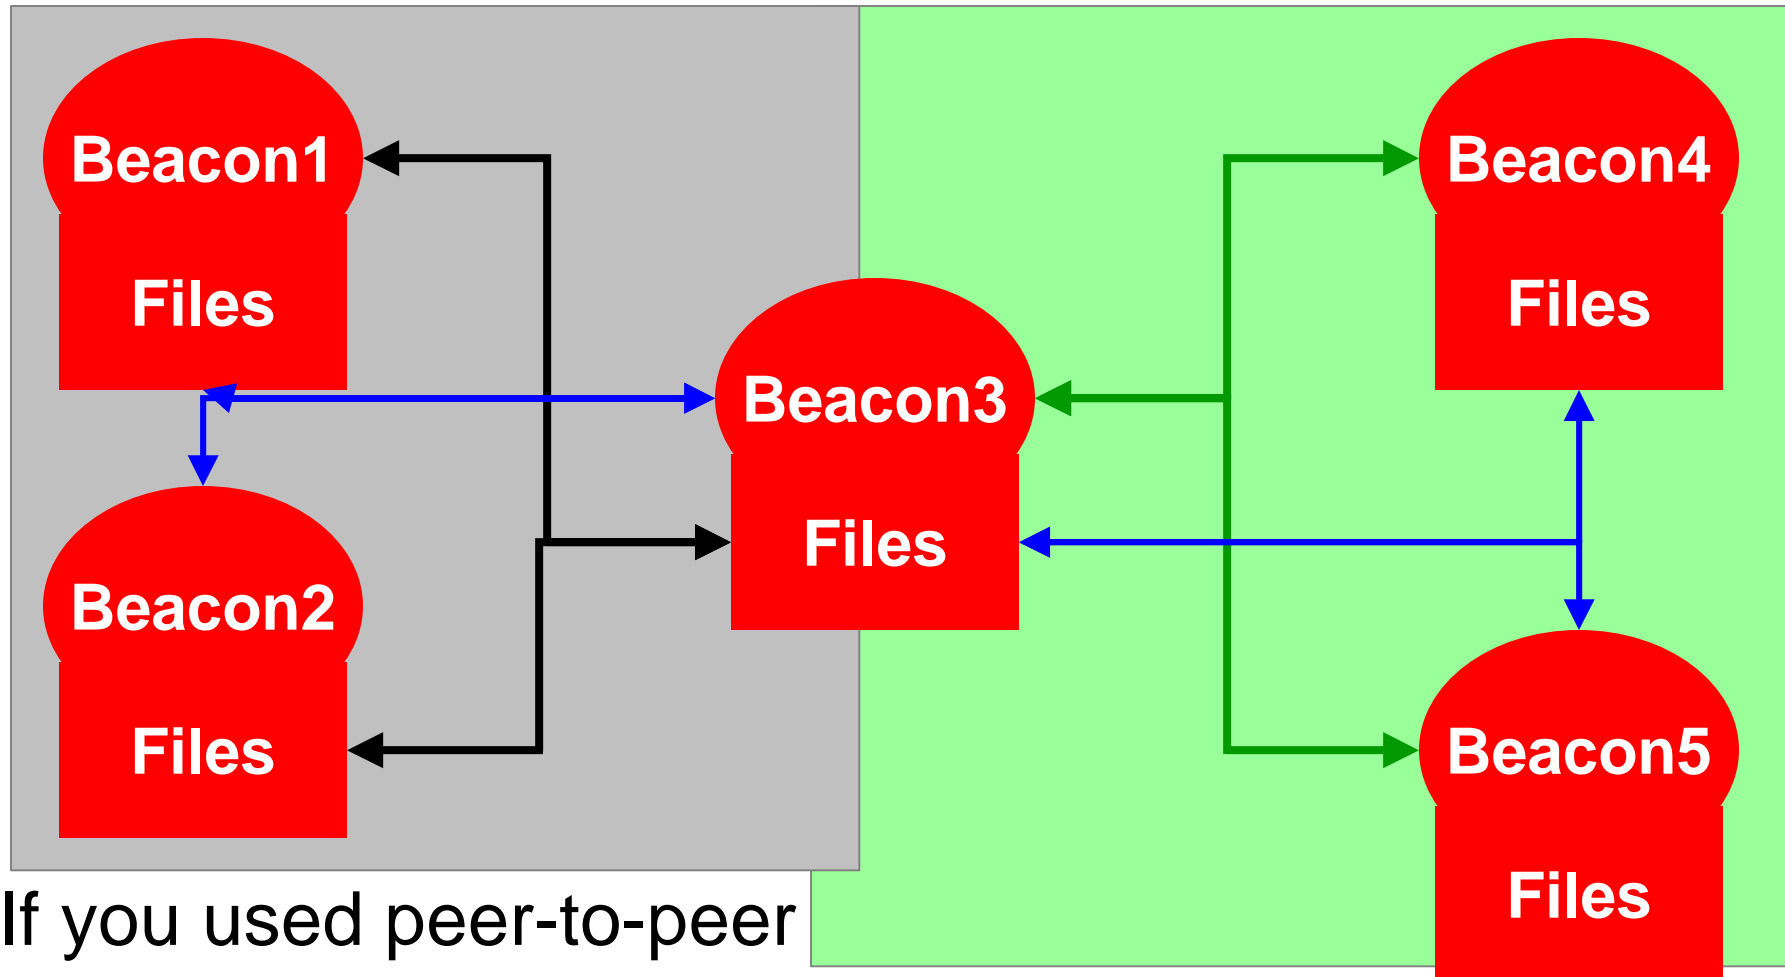 Beacon1
Files
Beacon2
Files
Beacon3
Files
Beacon4
Files
Beacon5
Files
If you used peer-to-peer